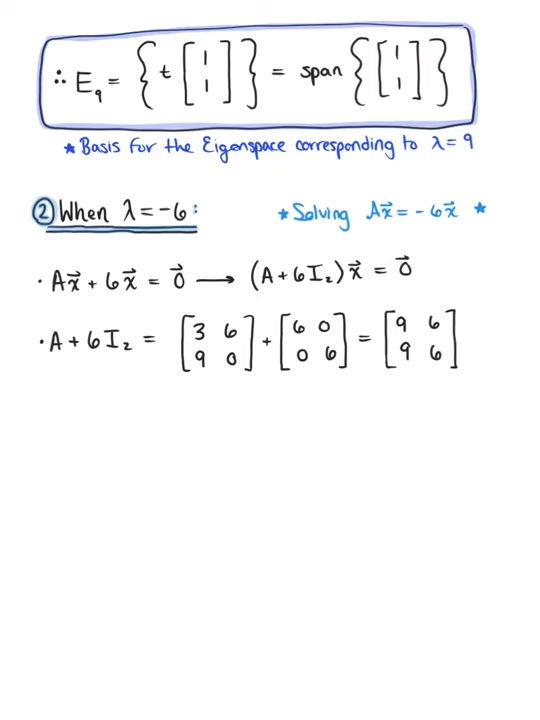 ∴ E₉ = { t [1 1] } = span { [1 1] }
* Basis for the Eigenspace corresponding to λ = 9
② When λ = -6:
* Solving Ax⃗ = -6x⃗ *
· Ax⃗ + 6x⃗ = 0⃗ ⟶ (A + 6I₂)x⃗ = 0⃗
· A + 6I₂ = [3 6; 9 0] + [6 0; 0 6] = [9 6; 9 6]